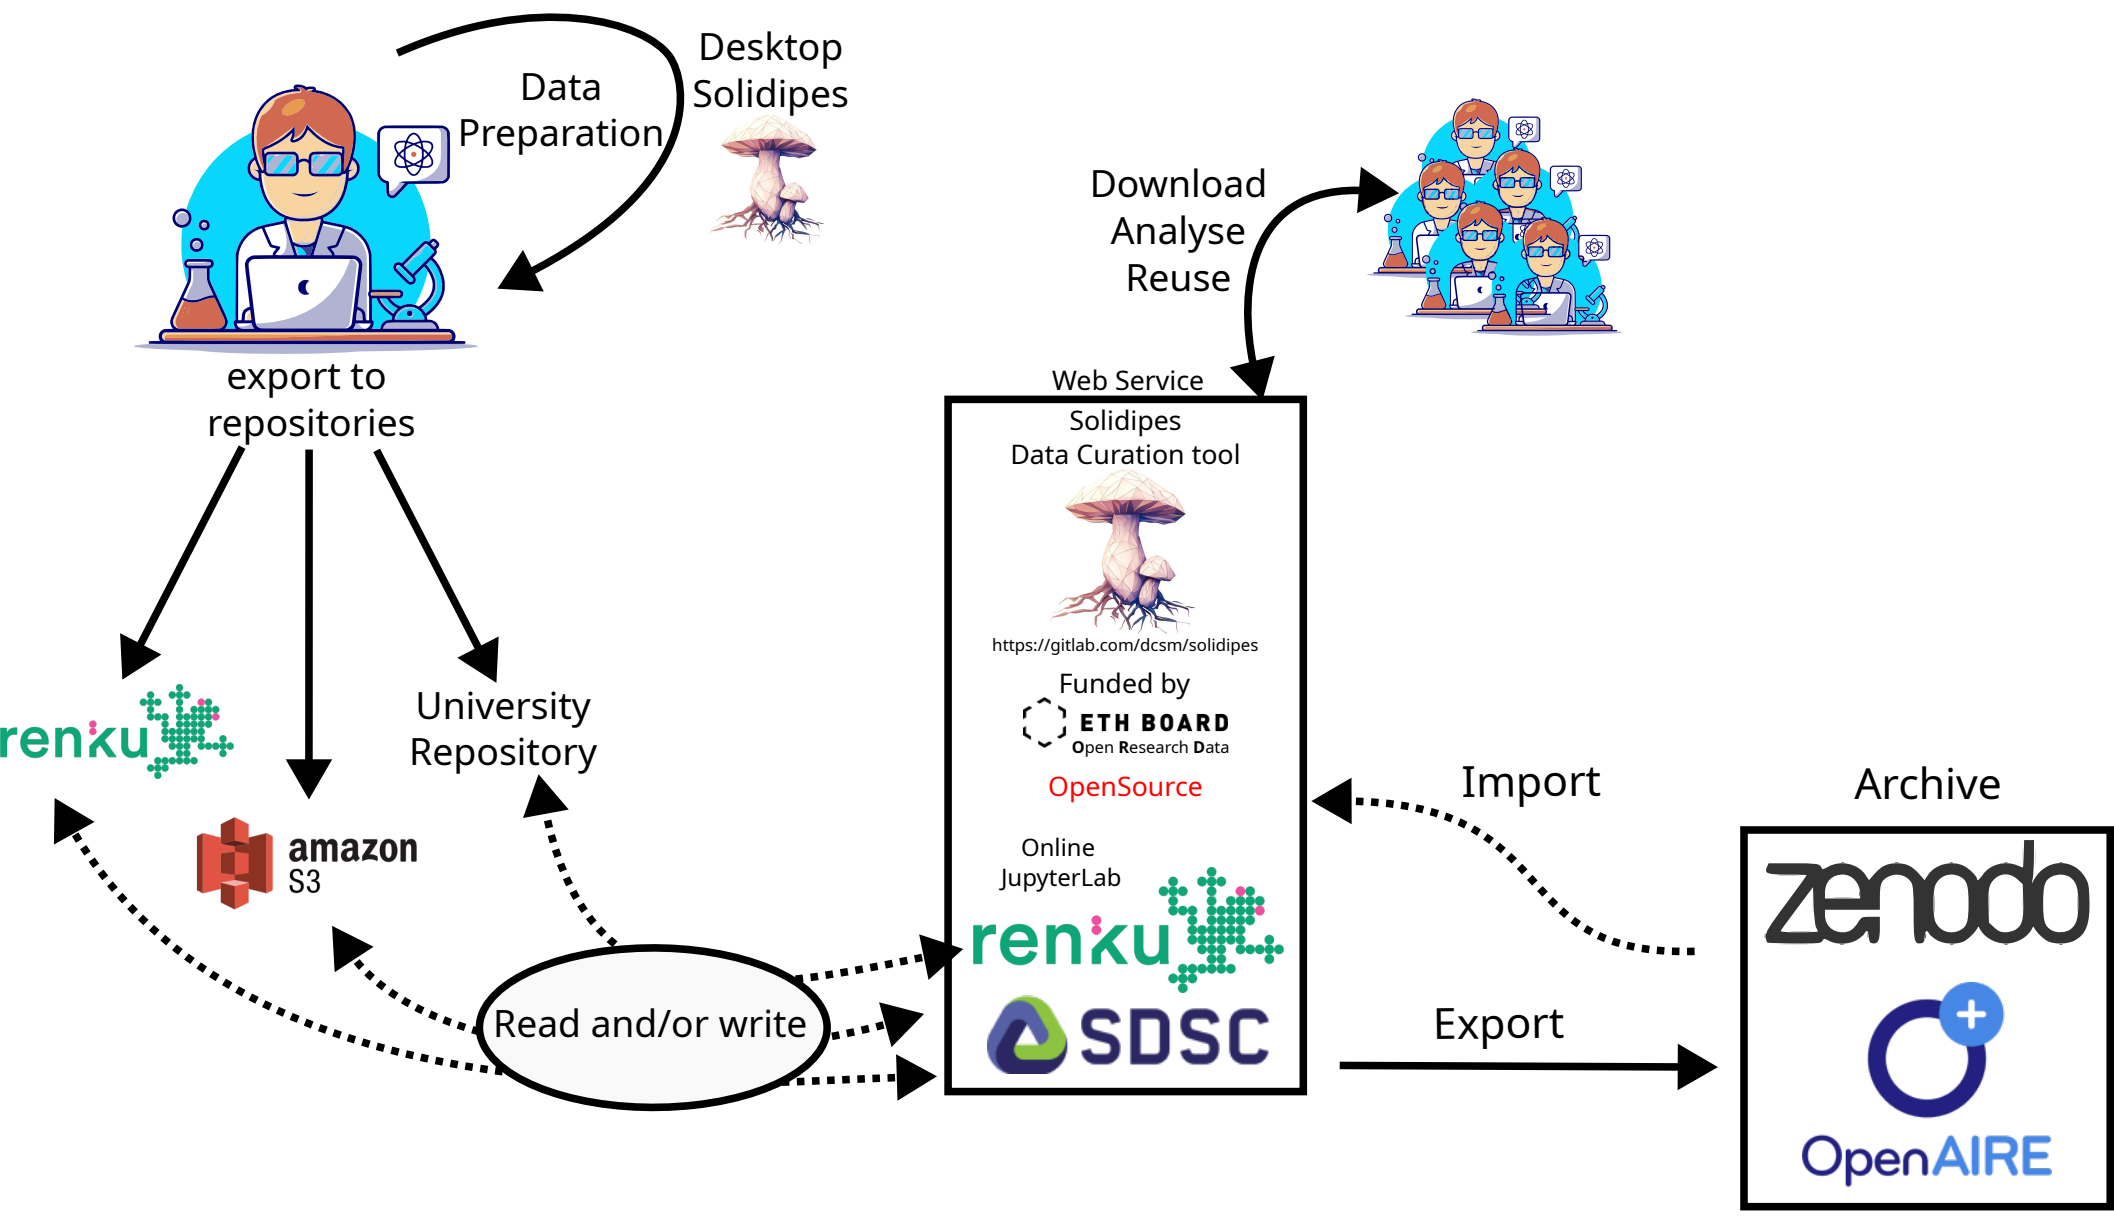 Desktop
Solidipes
Data
Preparation
export to
repositories
renku
amazon
S3
University
Repository
Read and/or write
Download
Analyse
Reuse
Web Service
Solidipes
Data Curation tool
https://gitlab.com/dcsm/solidipes
Funded by
ETH BOARD
Open Research Data
OpenSource
Online
JupyterLab
renku
SDSC
Import
Export
Archive
zenodo
OpenAIRE